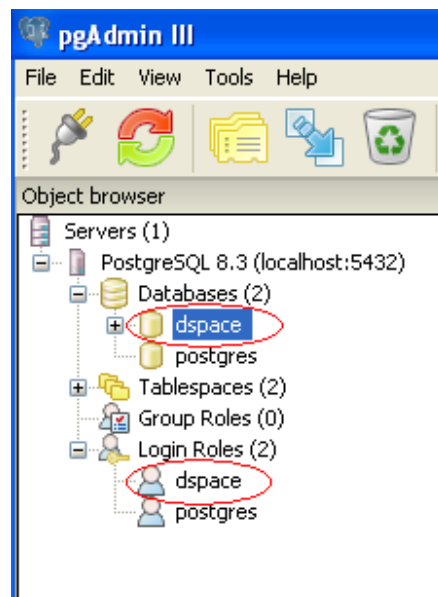 pgAdmin III
File Edit View Tools Help
Object browser
Servers (1)
PostgreSQL 8.3 (localhost:5432)
Databases (2)
dspace
postgres
Tablespaces (2)
Group Roles (0)
Login Roles (2)
dspace
postgres